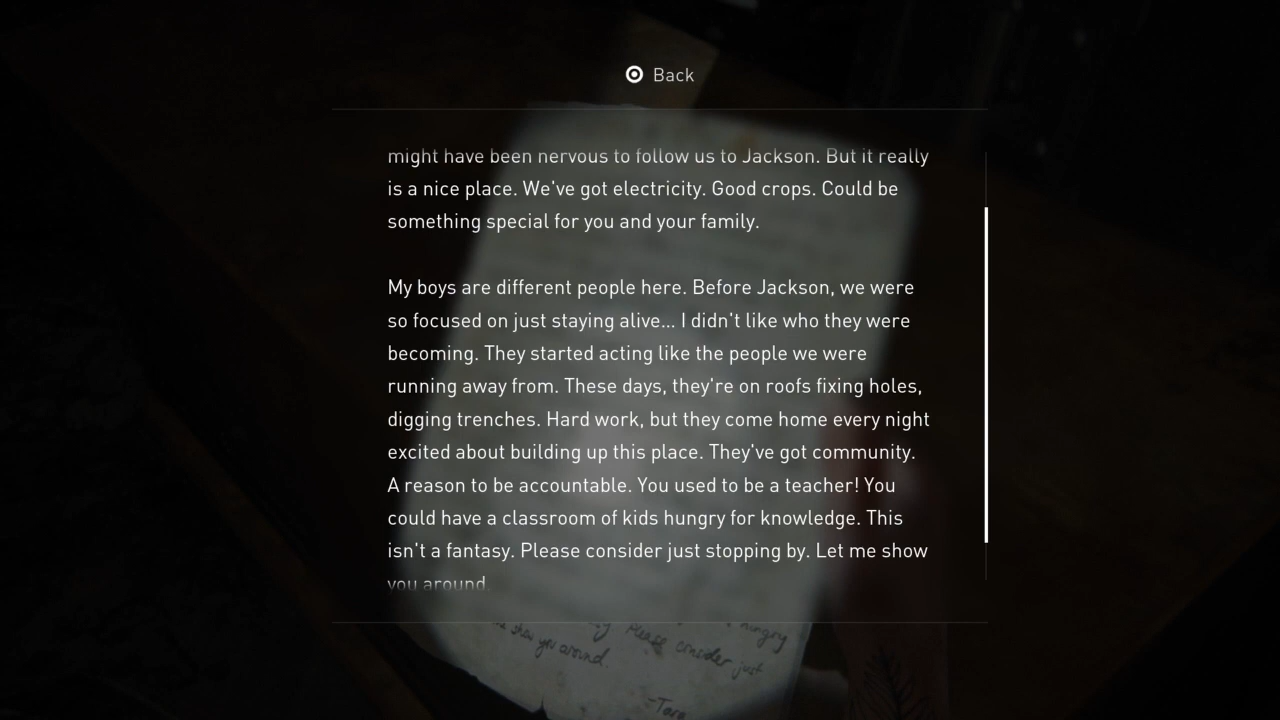 Back
might have been nervous to follow us to Jackson. But it really
is a nice place. We've got electricity. Good crops. Could be
something special for you and your family.
My boys are different people here. Before Jackson, we were
so focused on just staying alive... I didn't like who they were
becoming. They started acting like the people we were
running away from. These days, they're on roofs fixing holes,
digging trenches. Hard work, but they come home every night
excited about building up this place. They've got community.
A reason to be accountable. You used to be a teacher! You
could have a classroom of kids hungry for knowledge. This
isn't a fantasy. Please consider just stopping by. Let me show
you around.
hungry
Please consider just
show you around.